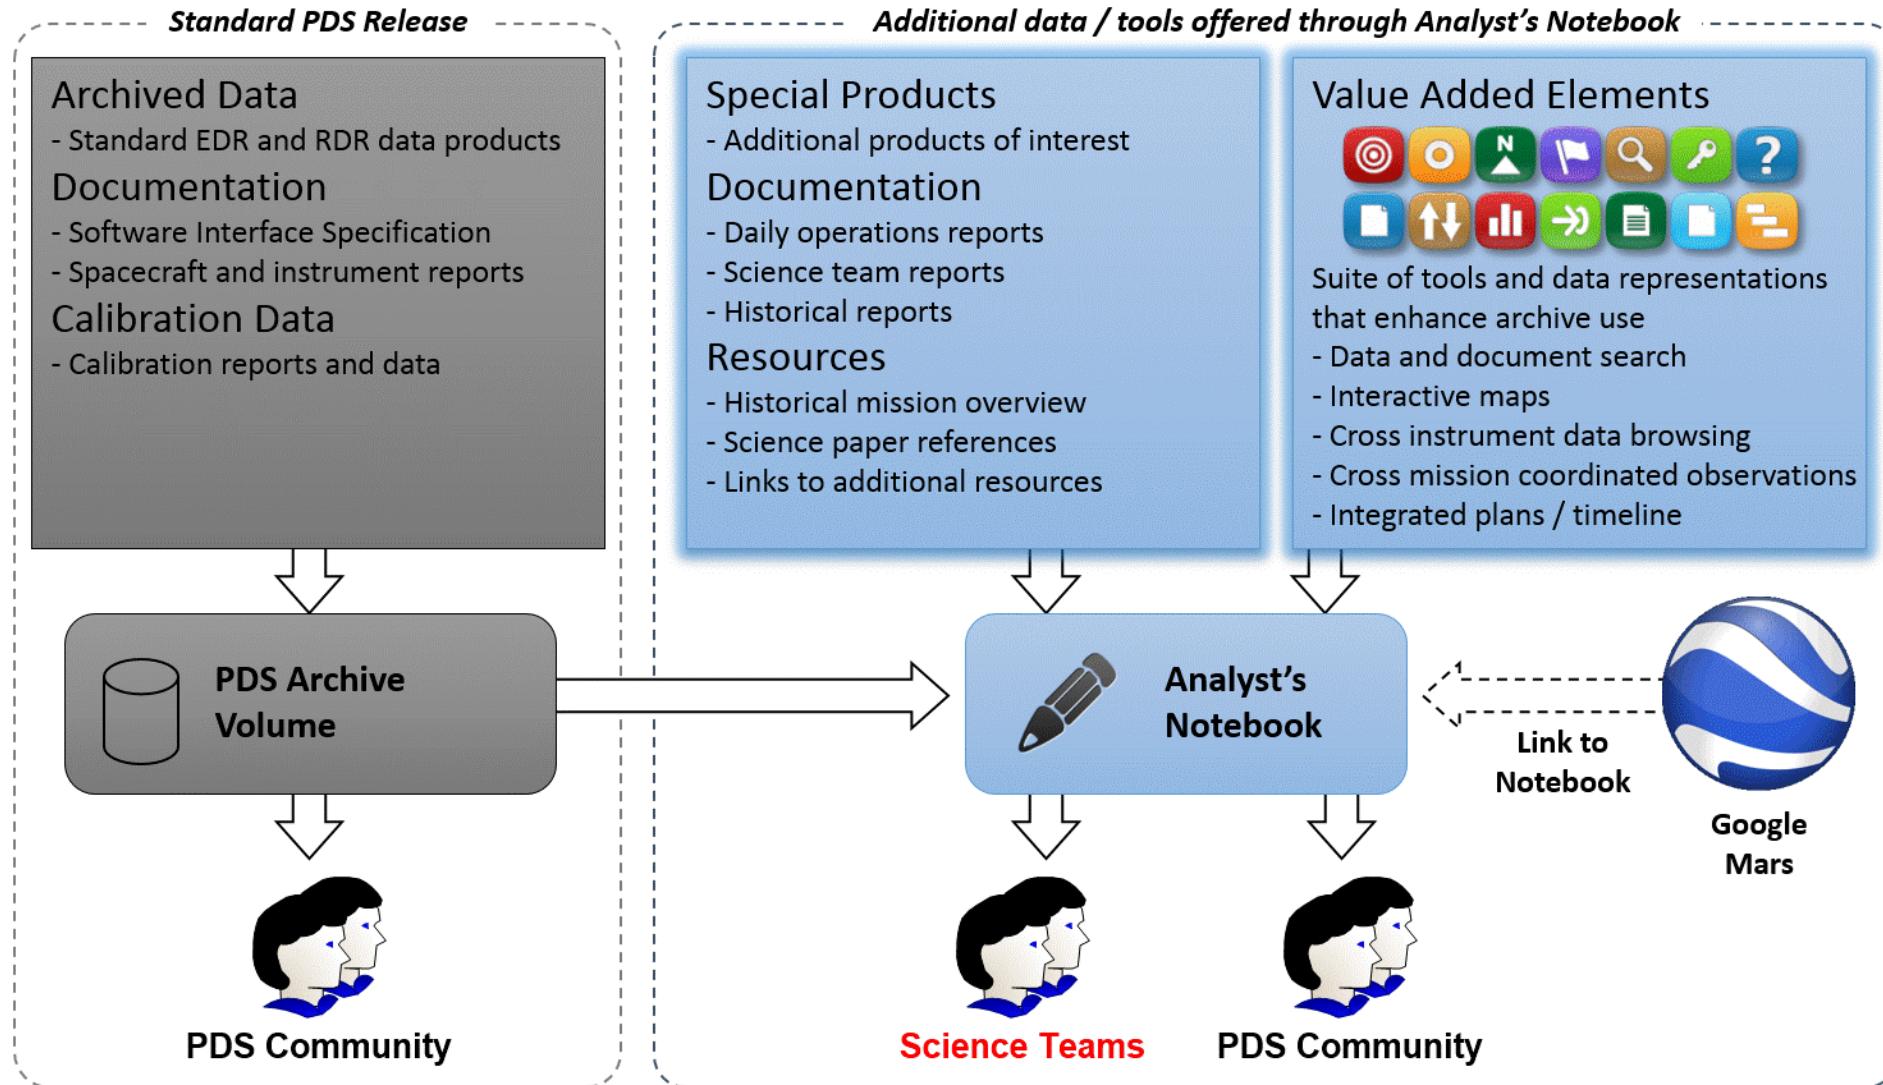 Standard PDS Release
Additional data / tools offered through Analyst's Notebook
Archived Data
- Standard EDR and RDR data products
Documentation
- Software Interface Specification
- Spacecraft and instrument reports
Calibration Data
- Calibration reports and data
Special Products
- Additional products of interest
Documentation
- Daily operations reports
- Science team reports
- Historical reports
Resources
- Historical mission overview
- Science paper references
- Links to additional resources
Value Added Elements
N
?
Suite of tools and data representations
that enhance archive use
- Data and document search
- Interactive maps
- Cross instrument data browsing
- Cross mission coordinated observations
- Integrated plans / timeline
PDS Archive
Volume
Analyst's
Notebook
Link to
Notebook
Google
Mars
PDS Community
Science Teams
PDS Community